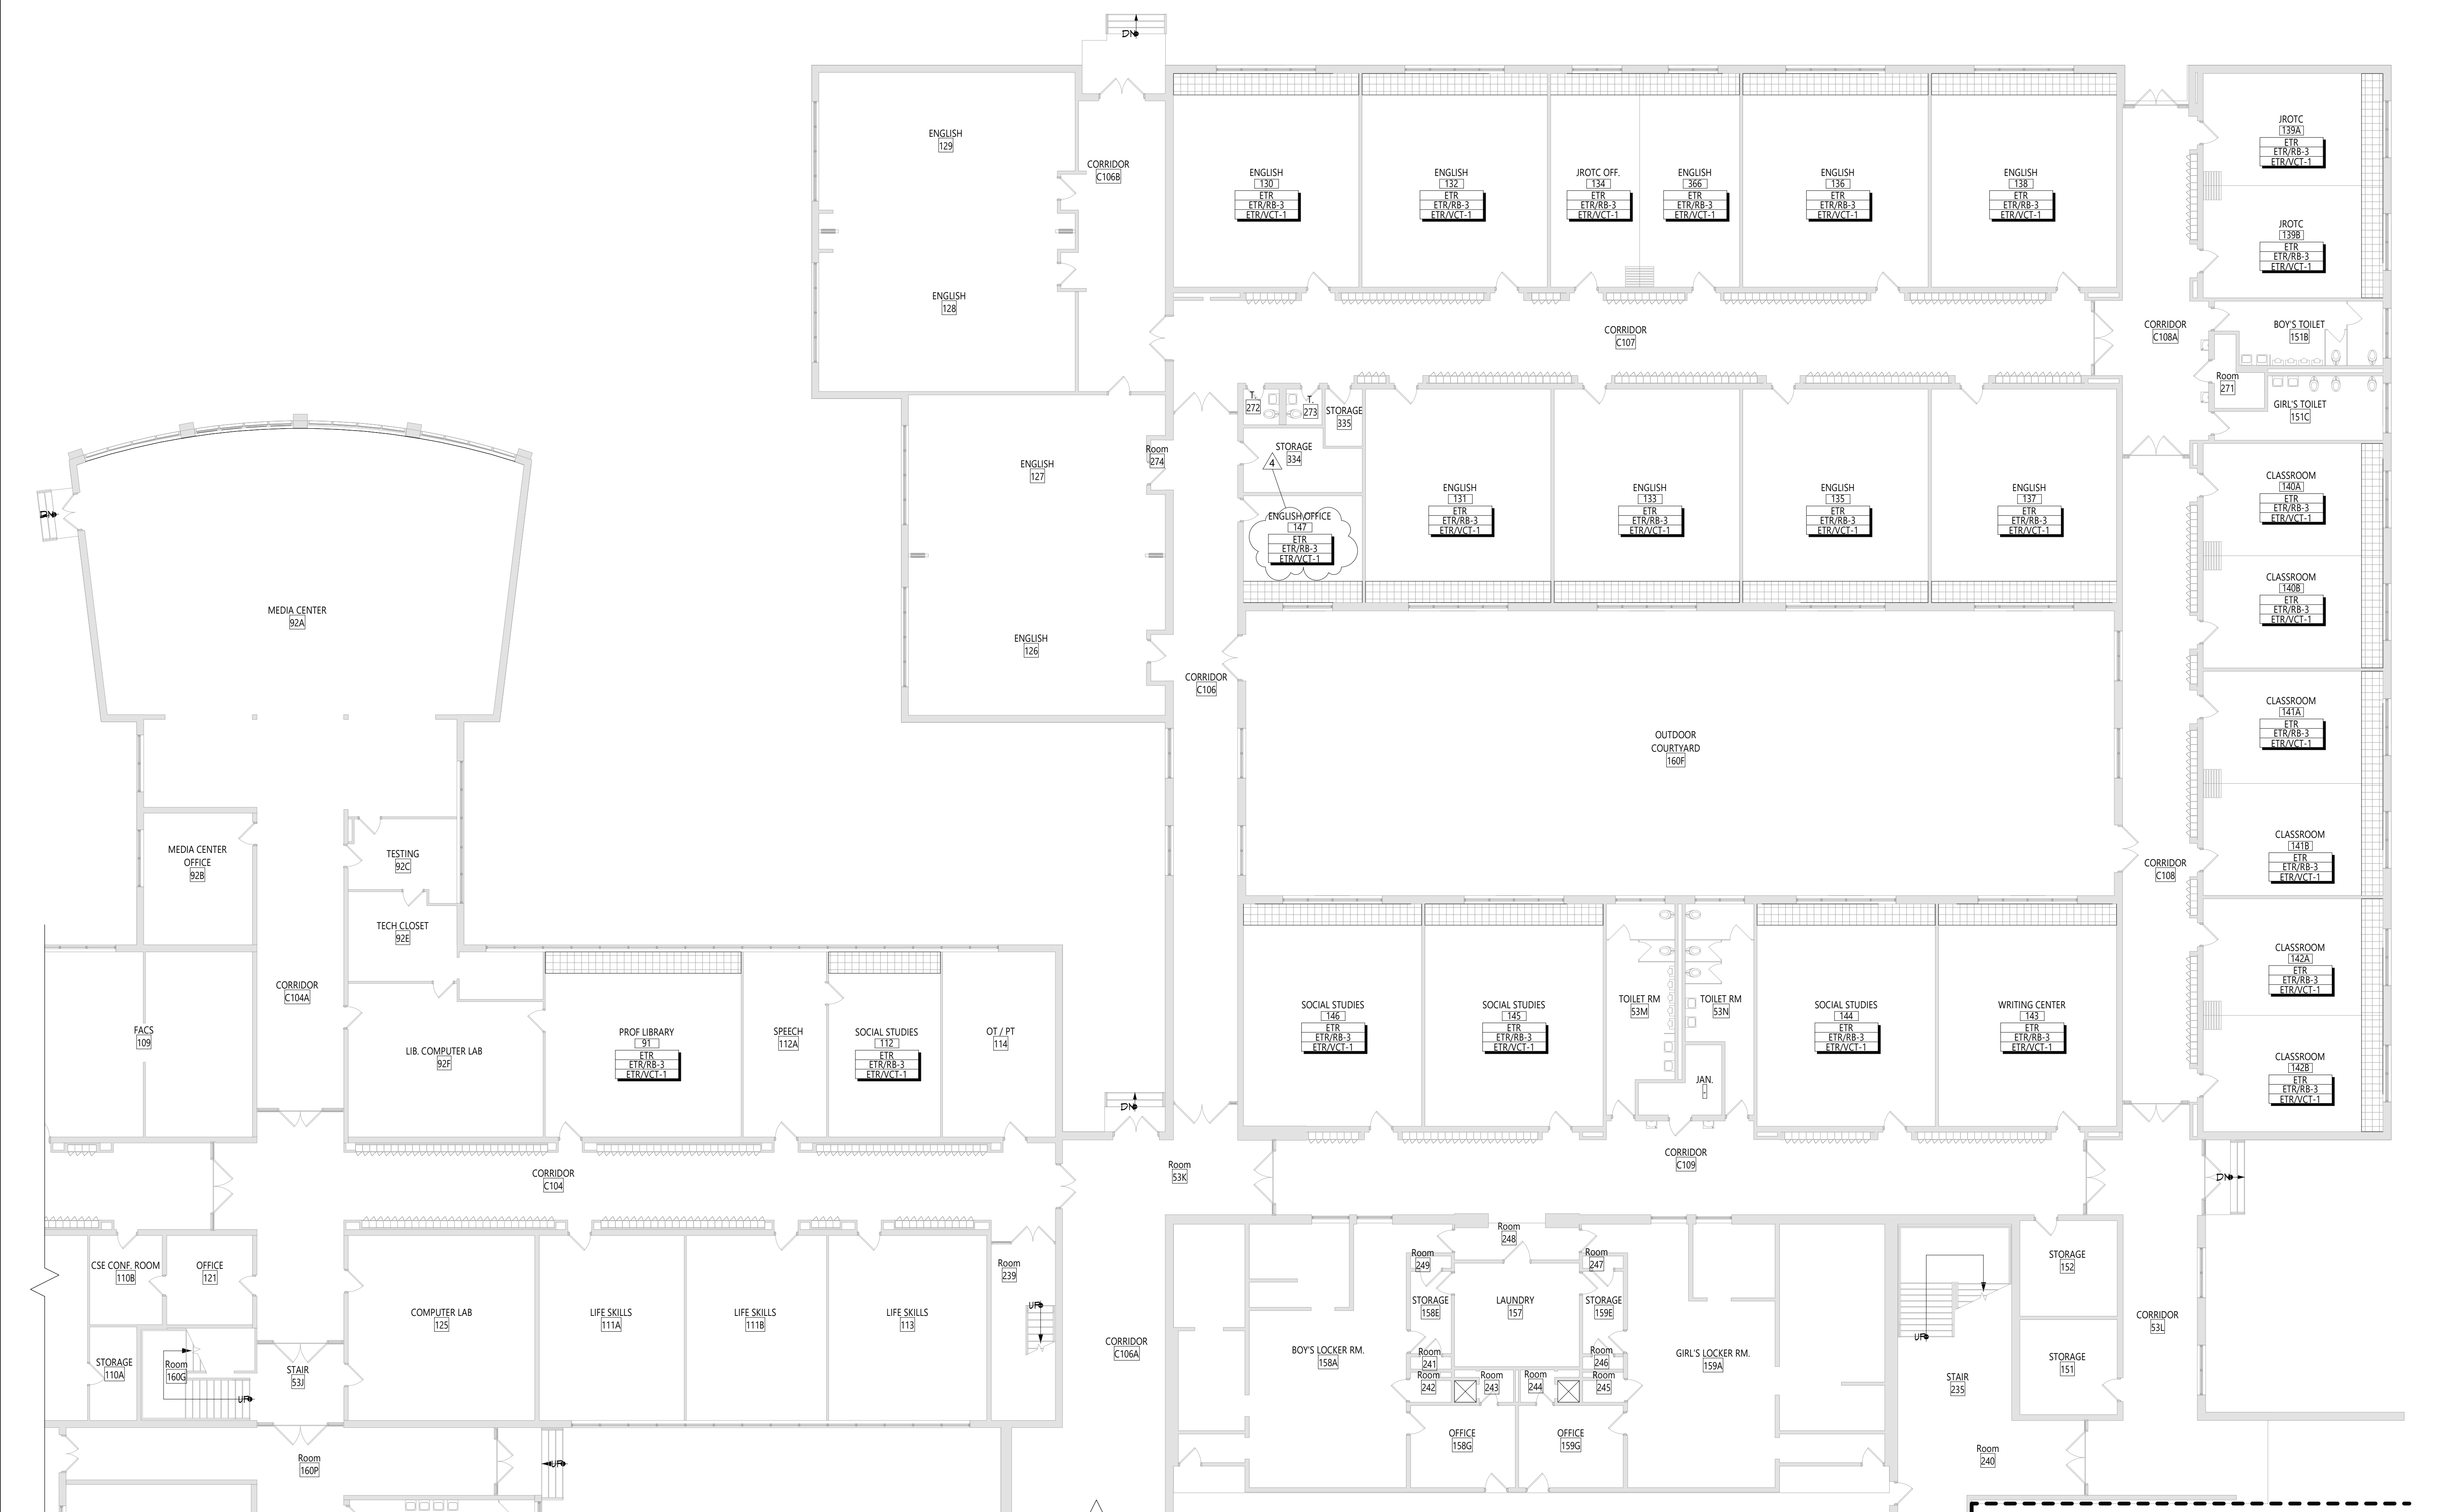 DN
ENGLISH
129
CORRIDOR
C106B
ENGLISH
128
ENGLISH
130
ETR
ETR/RB-3
ETR/VCT-1
ENGLISH
132
ETR
ETR/RB-3
ETR/VCT-1
JROTC OFF.
134
ETR
ETR/RB-3
ETR/VCT-1
ENGLISH
366
ETR
ETR/RB-3
ETR/VCT-1
ENGLISH
136
ETR
ETR/RB-3
ETR/VCT-1
ENGLISH
138
ETR
ETR/RB-3
ETR/VCT-1
JROTC
139A
ETR
ETR/RB-3
ETR/VCT-1
JROTC
139B
ETR
ETR/RB-3
ETR/VCT-1
CORRIDOR
C107
CORRIDOR
C108A
BOY'S TOILET
151B
Room
271
GIRL'S TOILET
151C
T.
272
T.
273
STORAGE
335
STORAGE
334
4
ENGLISH OFFICE
147
ETR
ETR/RB-3
ETR/VCT-1
Room
274
ENGLISH
127
ENGLISH
126
CORRIDOR
C106
ENGLISH
131
ETR
ETR/RB-3
ETR/VCT-1
ENGLISH
133
ETR
ETR/RB-3
ETR/VCT-1
ENGLISH
135
ETR
ETR/RB-3
ETR/VCT-1
ENGLISH
137
ETR
ETR/RB-3
ETR/VCT-1
CLASSROOM
140A
ETR
ETR/RB-3
ETR/VCT-1
CLASSROOM
140B
ETR
ETR/RB-3
ETR/VCT-1
CLASSROOM
141A
ETR
ETR/RB-3
ETR/VCT-1
CLASSROOM
141B
ETR
ETR/RB-3
ETR/VCT-1
DN
MEDIA CENTER
92A
OUTDOOR
COURTYARD
160F
CORRIDOR
C108
MEDIA CENTER
OFFICE
92B
TESTING
92C
TECH CLOSET
92E
CORRIDOR
C104A
FACS
109
LIB. COMPUTER LAB
92F
PROF LIBRARY
91
ETR
ETR/RB-3
ETR/VCT-1
SPEECH
112A
SOCIAL STUDIES
112
ETR
ETR/RB-3
ETR/VCT-1
OT / PT
114
DN
SOCIAL STUDIES
146
ETR
ETR/RB-3
ETR/VCT-1
SOCIAL STUDIES
145
ETR
ETR/RB-3
ETR/VCT-1
TOILET RM
53M
TOILET RM
53N
JAN.
-
SOCIAL STUDIES
144
ETR
ETR/RB-3
ETR/VCT-1
WRITING CENTER
143
ETR
ETR/RB-3
ETR/VCT-1
CLASSROOM
142A
ETR
ETR/RB-3
ETR/VCT-1
CLASSROOM
142B
ETR
ETR/RB-3
ETR/VCT-1
CORRIDOR
C104
Room
53K
CORRIDOR
C109
DN
CSE CONF. ROOM
110B
OFFICE
121
STORAGE
110A
Room
160G
UP
STAIR
53J
COMPUTER LAB
125
LIFE SKILLS
111A
LIFE SKILLS
111B
LIFE SKILLS
113
Room
239
UP
CORRIDOR
C106A
Room
248
Room
249
Room
247
STORAGE
158E
LAUNDRY
157
STORAGE
159E
BOY'S LOCKER RM.
158A
Room
241
Room
242
Room
243
Room
244
Room
246
Room
245
GIRL'S LOCKER RM.
159A
OFFICE
158G
OFFICE
159G
UP
STAIR
235
STORAGE
152
STORAGE
151
CORRIDOR
53L
Room
240
Room
160P
UP